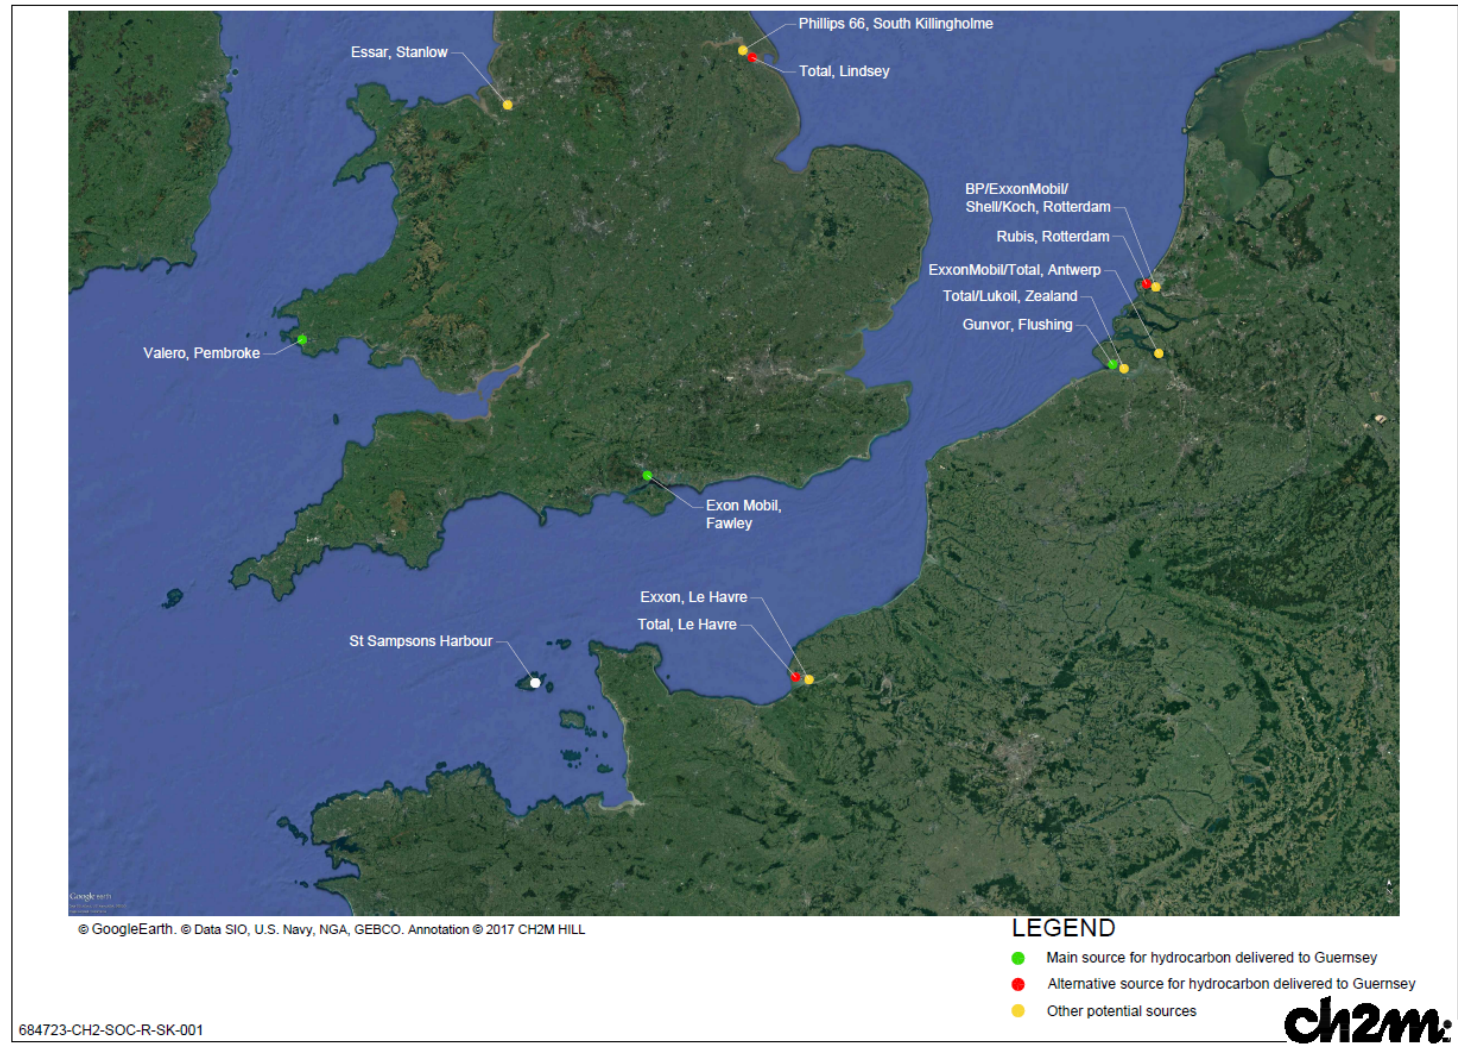 Phillips 66, South Killingholme
Essar, Stanlow
Total, Lindsey
BP/ExxonMobil/
Shell/Koch, Rotterdam
Rubis, Rotterdam
ExxonMobil/Total, Antwerp
Total/Lukoil, Zealand
Gunvor, Flushing
Valero, Pembroke
Exon Mobil,
Fawley
Exxon, Le Havre
Total, Le Havre
St Sampsons Harbour
Google earth
N
© GoogleEarth. © Data SIO, U.S. Navy, NGA, GEBCO. Annotation © 2017 CH2M HILL
LEGEND
Main source for hydrocarbon delivered to Guernsey
Alternative source for hydrocarbon delivered to Guernsey
Other potential sources
684723-CH2-SOC-R-SK-001
ch2m: